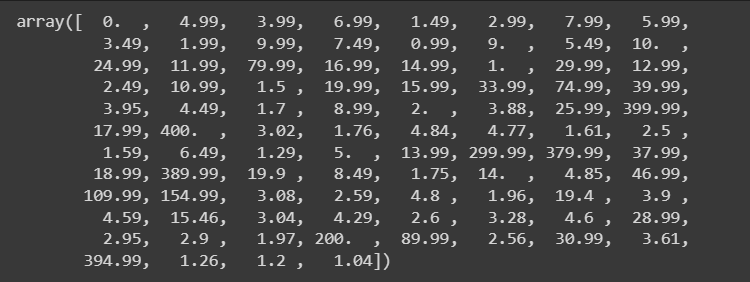 array([  0.  ,   4.99,   3.99,   6.99,   1.49,   2.99,   7.99,   5.99,
         3.49,   1.99,   9.99,   7.49,   0.99,   9.  ,   5.49,  10.  ,
        24.99,  11.99,  79.99,  16.99,  14.99,   1.  ,  29.99,  12.99,
         2.49,  10.99,   1.5 ,  19.99,  15.99,  33.99,  74.99,  39.99,
         3.95,   4.49,   1.7 ,   8.99,   2.  ,   3.88,  25.99, 399.99,
        17.99, 400.  ,   3.02,   1.76,   4.84,   4.77,   1.61,   2.5 ,
         1.59,   6.49,   1.29,   5.  ,  13.99, 299.99, 379.99,  37.99,
        18.99, 389.99,  19.9 ,   8.49,   1.75,  14.  ,   4.85,  46.99,
       109.99, 154.99,   3.08,   2.59,   4.8 ,   1.96,  19.4 ,   3.9 ,
         4.59,  15.46,   3.04,   4.29,   2.6 ,   3.28,   4.6 ,  28.99,
         2.95,   2.9 ,   1.97, 200.  ,  89.99,   2.56,  30.99,   3.61,
       394.99,   1.26,   1.2 ,   1.04])